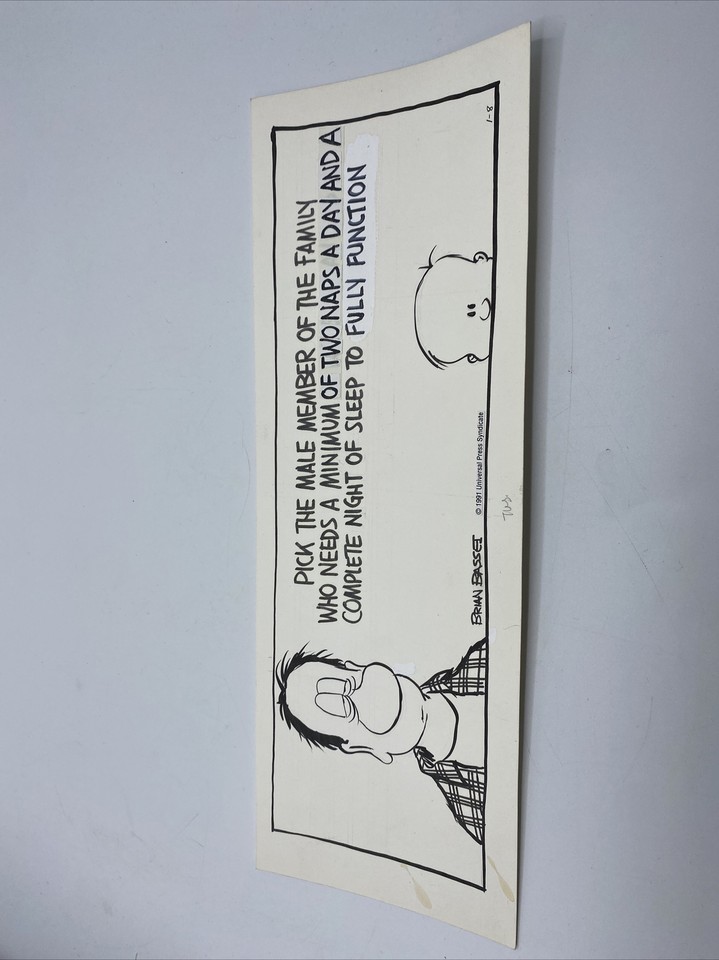 PICK THE MALE MEMBER OF THE FAMILY
WHO NEEDS A MINIMUM OF TWO NAPS A DAY AND A
COMPLETE NIGHT OF SLEEP TO FULLY FUNCTION
BRIAN BASSET
© 1991 Universal Press Syndicate
1-8